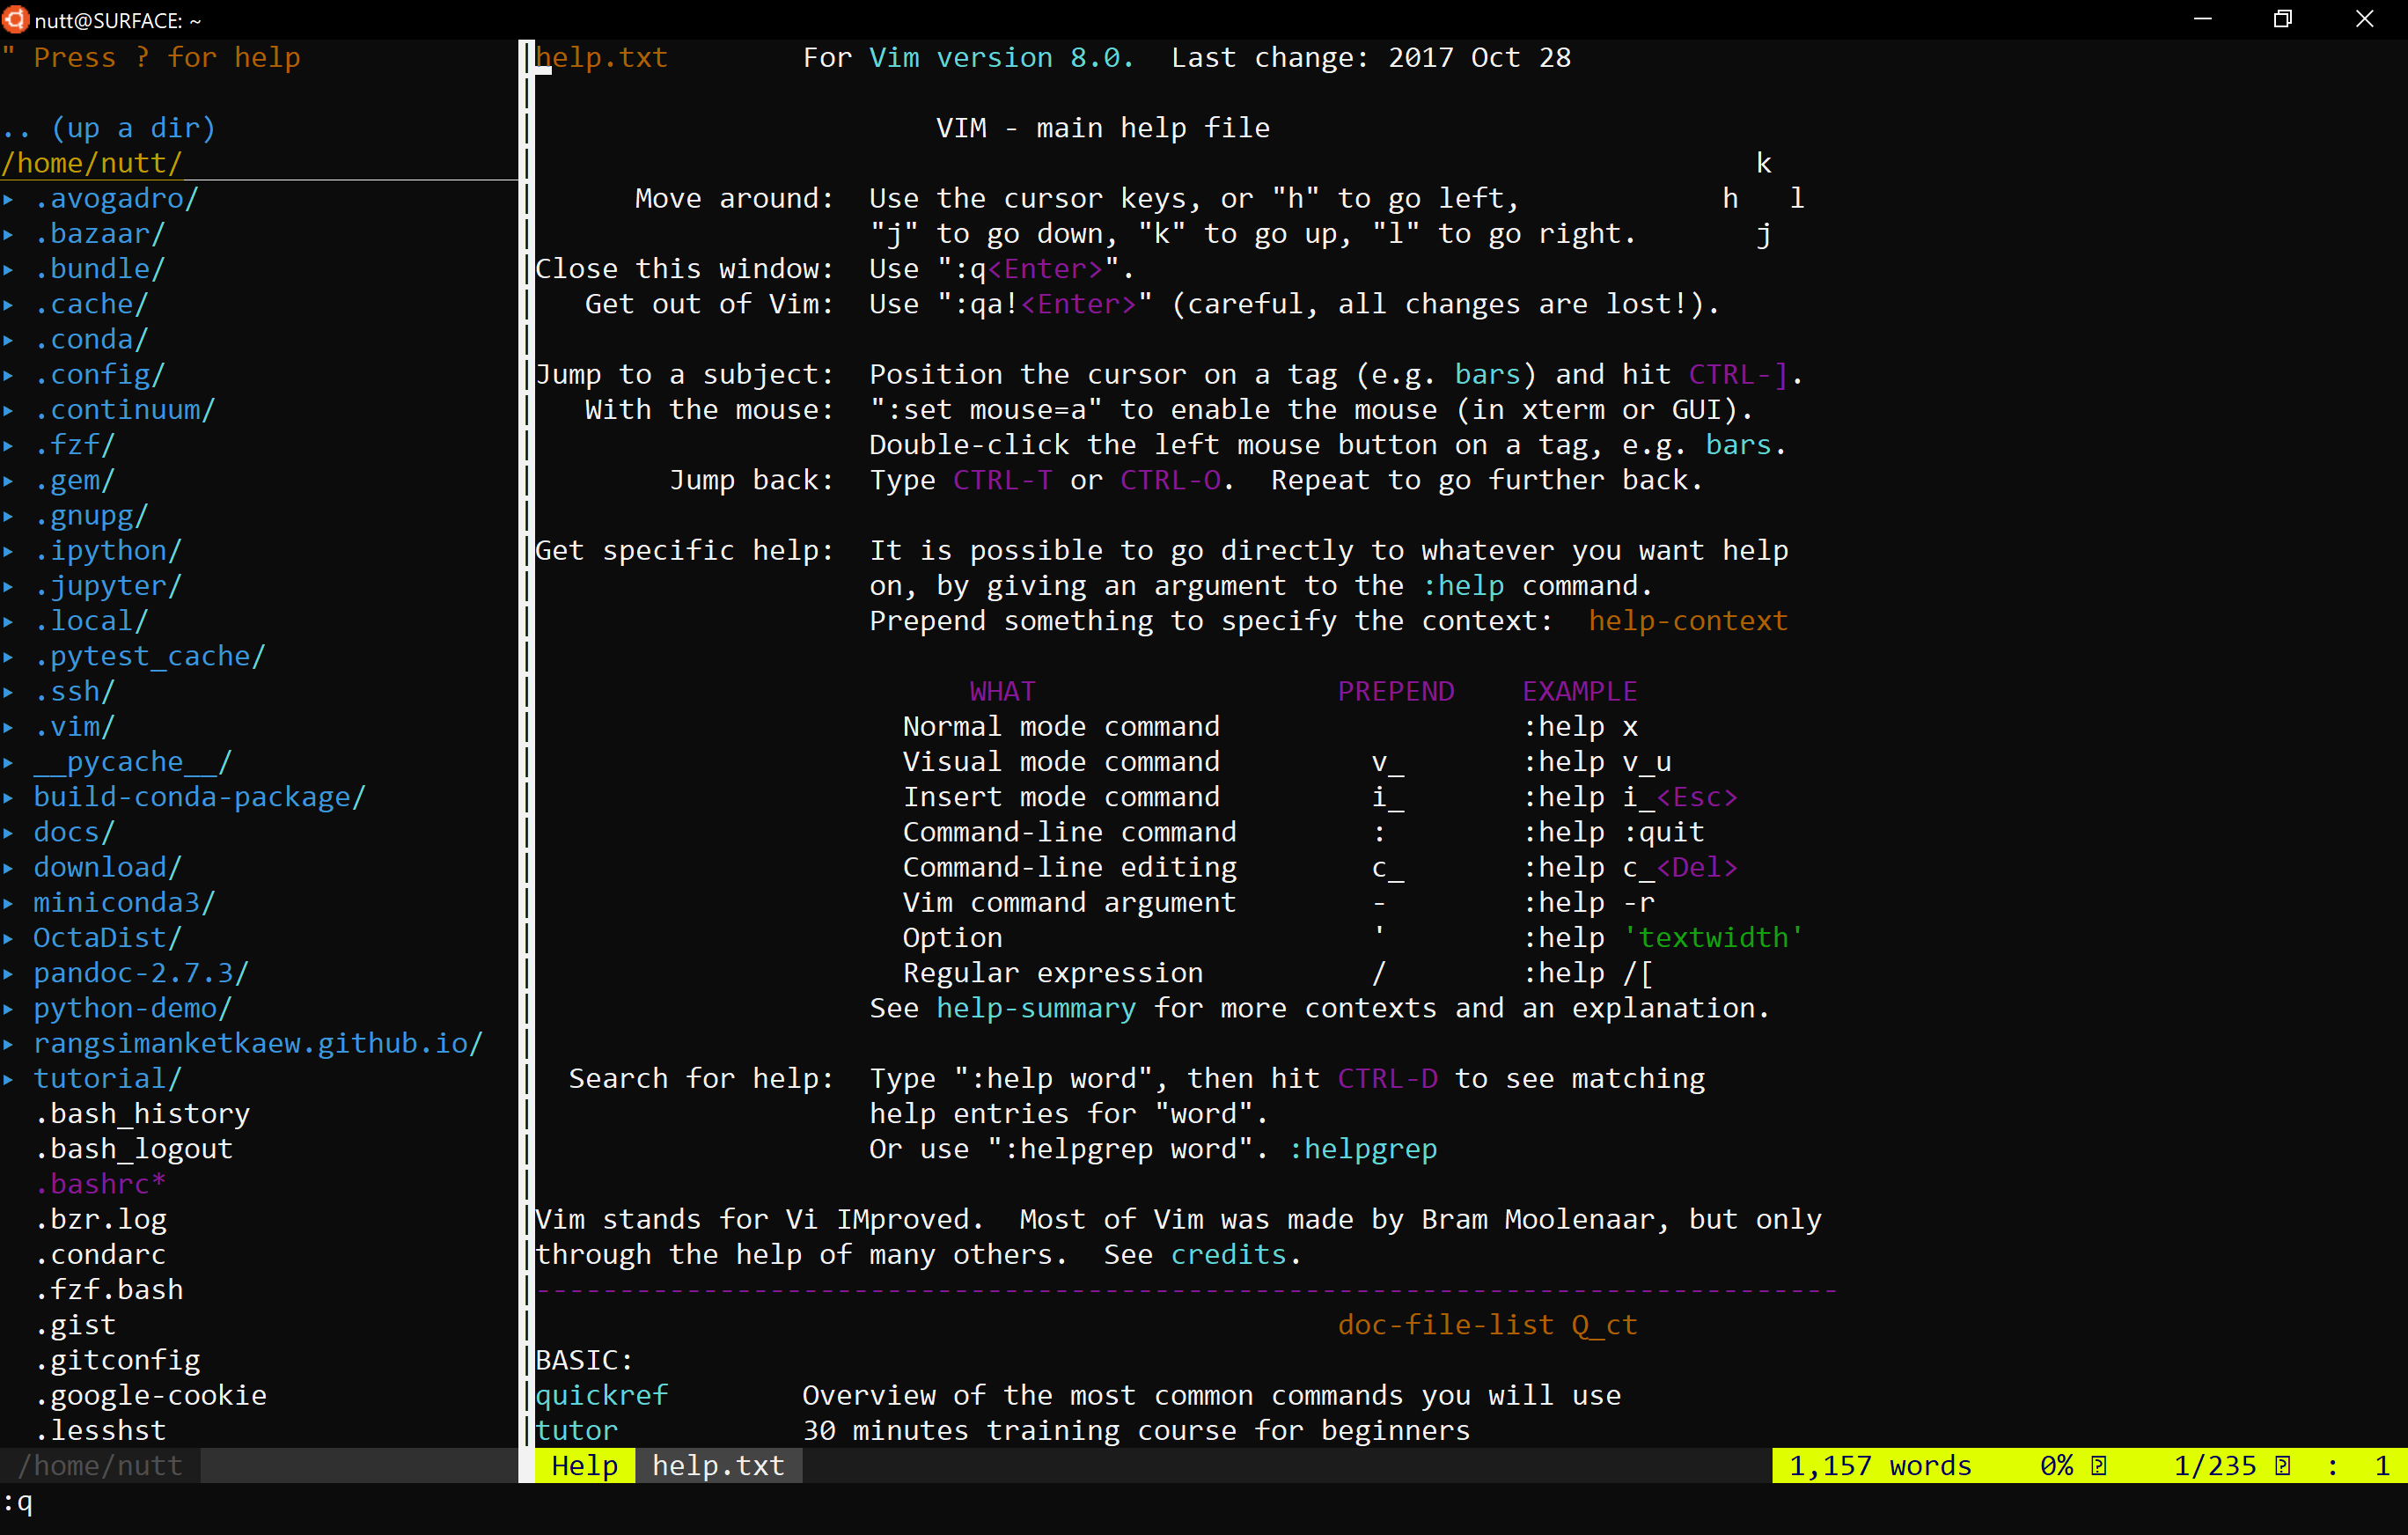 nutt@SURFACE: ~
" Press ? for help
.. (up a dir)
/home/nutt/
▸ .avogadro/
▸ .bazaar/
▸ .bundle/
▸ .cache/
▸ .conda/
▸ .config/
▸ .continuum/
▸ .fzf/
▸ .gem/
▸ .gnupg/
▸ .ipython/
▸ .jupyter/
▸ .local/
▸ .pytest_cache/
▸ .ssh/
▸ .vim/
▸ __pycache__/
▸ build-conda-package/
▸ docs/
▸ download/
▸ miniconda3/
▸ OctaDist/
▸ pandoc-2.7.3/
▸ python-demo/
▸ rangsimanketkaew.github.io/
▸ tutorial/
.bash_history
.bash_logout
.bashrc*
.bzr.log
.condarc
.fzf.bash
.gist
.gitconfig
.google-cookie
.lesshst
/home/nutt
help.txt        For Vim version 8.0.  Last change: 2017 Oct 28
VIM - main help file
k
Move around:  Use the cursor keys, or "h" to go left,            h   l
"j" to go down, "k" to go up, "l" to go right.       j
Close this window:  Use ":q<Enter>".
Get out of Vim:  Use ":qa!<Enter>" (careful, all changes are lost!).
Jump to a subject:  Position the cursor on a tag (e.g. bars) and hit CTRL-].
With the mouse:  ":set mouse=a" to enable the mouse (in xterm or GUI).
Double-click the left mouse button on a tag, e.g. bars.
Jump back:  Type CTRL-T or CTRL-O.  Repeat to go further back.
Get specific help:  It is possible to go directly to whatever you want help
on, by giving an argument to the :help command.
Prepend something to specify the context:  help-context
WHAT                  PREPEND    EXAMPLE
Normal mode command                  :help x
Visual mode command         v_       :help v_u
Insert mode command         i_       :help i_<Esc>
Command-line command        :        :help :quit
Command-line editing        c_       :help c_<Del>
Vim command argument        -        :help -r
Option                      '        :help 'textwidth'
Regular expression          /        :help /[
See help-summary for more contexts and an explanation.
Search for help:  Type ":help word", then hit CTRL-D to see matching
help entries for "word".
Or use ":helpgrep word". :helpgrep
Vim stands for Vi IMproved.  Most of Vim was made by Bram Moolenaar, but only
through the help of many others.  See credits.
------------------------------------------------------------------------------
doc-file-list Q_ct
BASIC:
quickref        Overview of the most common commands you will use
tutor           30 minutes training course for beginners
Help  help.txt  1,157 words    0%    1/235  :  1
:q